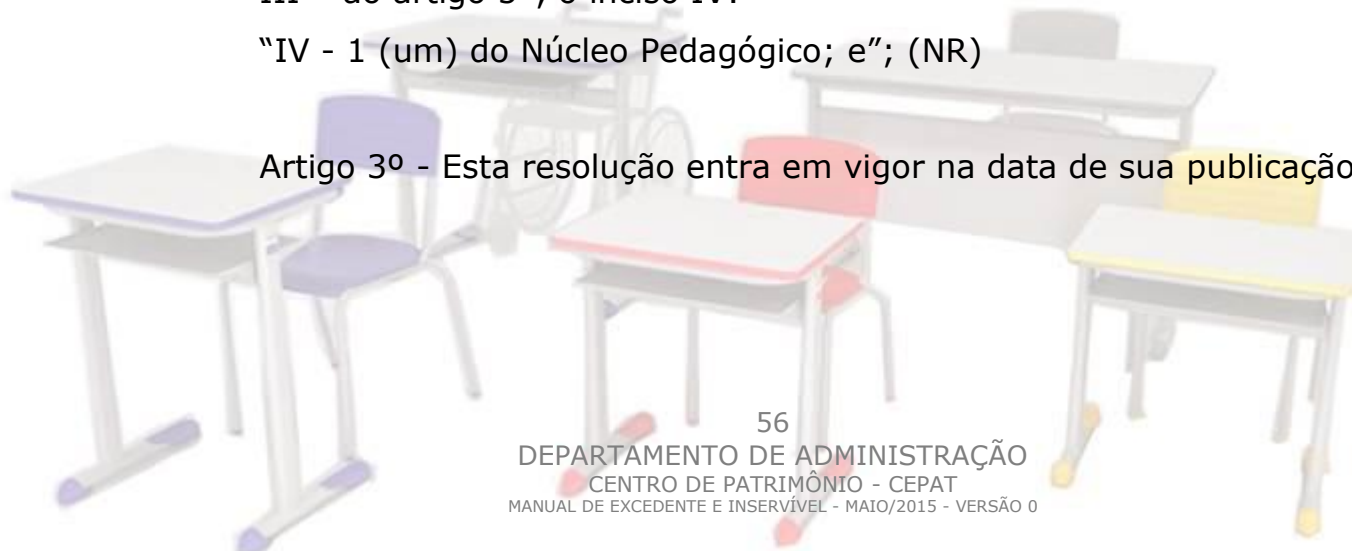 "IV - 1 (um) do Núcleo Pedagógico; e"; (NR)
Artigo 3º - Esta resolução entra em vigor na data de sua publicação
56
DEPARTAMENTO DE ADMINISTRAÇÃO
CENTRO DE PATRIMÔNIO - CEPAT
MANUAL DE EXCEDENTE E INSERVÍVEL - MAIO/2015 - VERSÃO 0